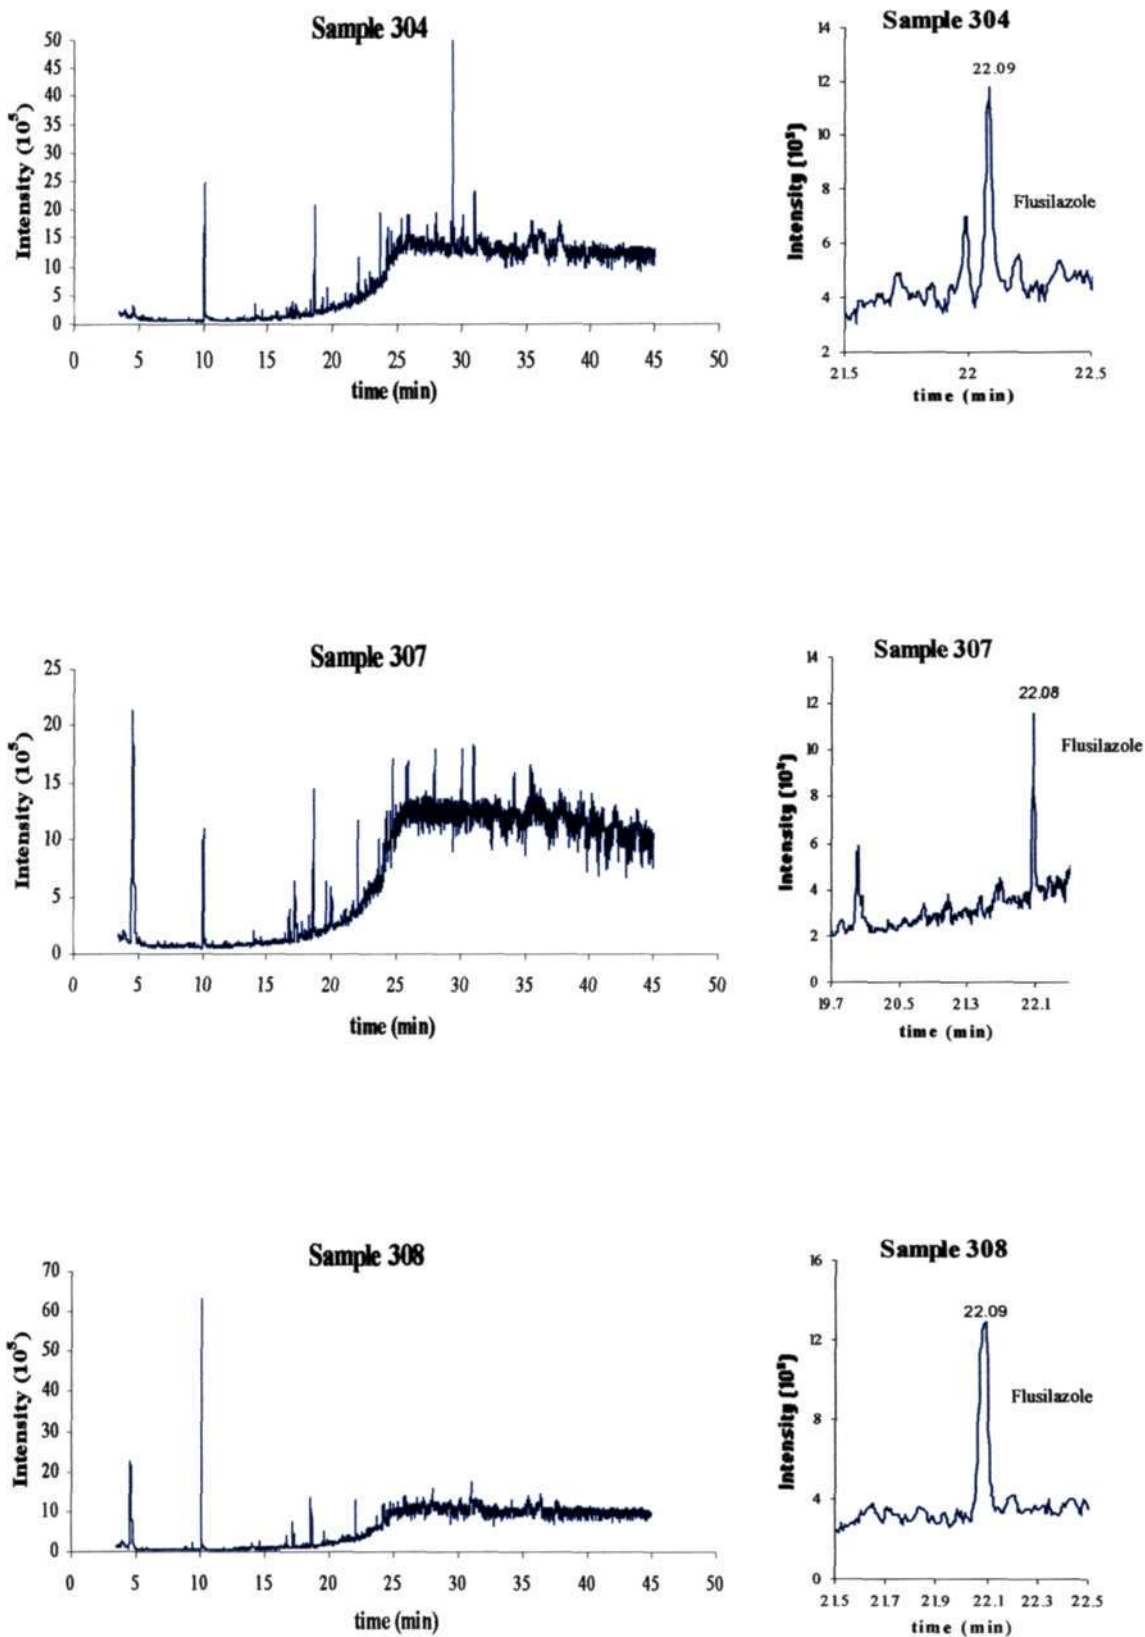 Sample 304
50
45
40
35
30
25
20
15
10
5
0
Intensity (10⁵)
0 5 10 15 20 25 30 35 40 45 50
time (min)
Sample 304
14
12
10
8
6
4
2
Intensity (10⁵)
22.09
Flusilazole
21.5 22 22.5
time (min)
Sample 307
25
20
15
10
5
0
Intensity (10⁵)
0 5 10 15 20 25 30 35 40 45 50
time (min)
Sample 307
14
12
10
8
6
4
2
0
Intensity (10⁵)
22.08
Flusilazole
19.7 20.5 21.3 22.1
time (min)
Sample 308
70
60
50
40
30
20
10
0
Intensity (10⁵)
0 5 10 15 20 25 30 35 40 45 50
time (min)
Sample 308
16
12
8
4
0
Intensity (10⁵)
22.09
Flusilazole
21.5 21.7 21.9 22.1 22.3 22.5
time (min)